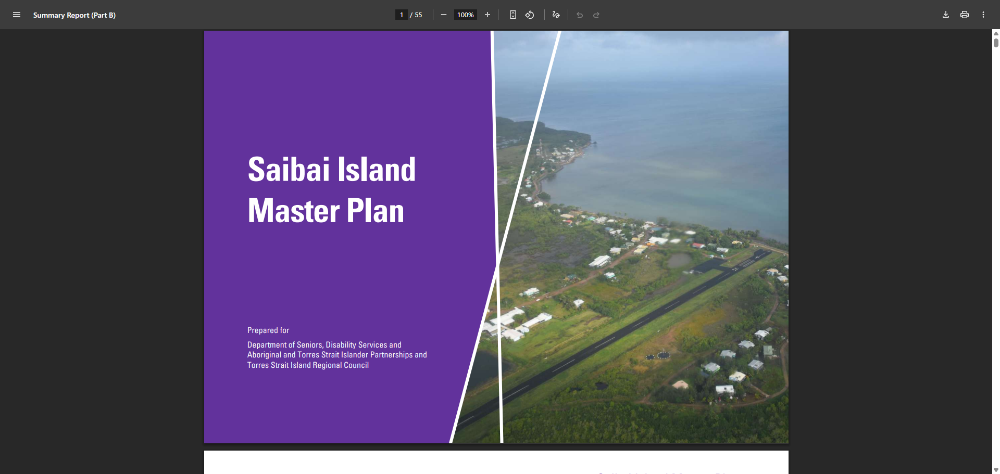 Summary Report (Part B)
1 / 55
100%
Saibai Island
Master Plan
Prepared for
Department of Seniors, Disability Services and
Aboriginal and Torres Strait Islander Partnerships and
Torres Strait Island Regional Council